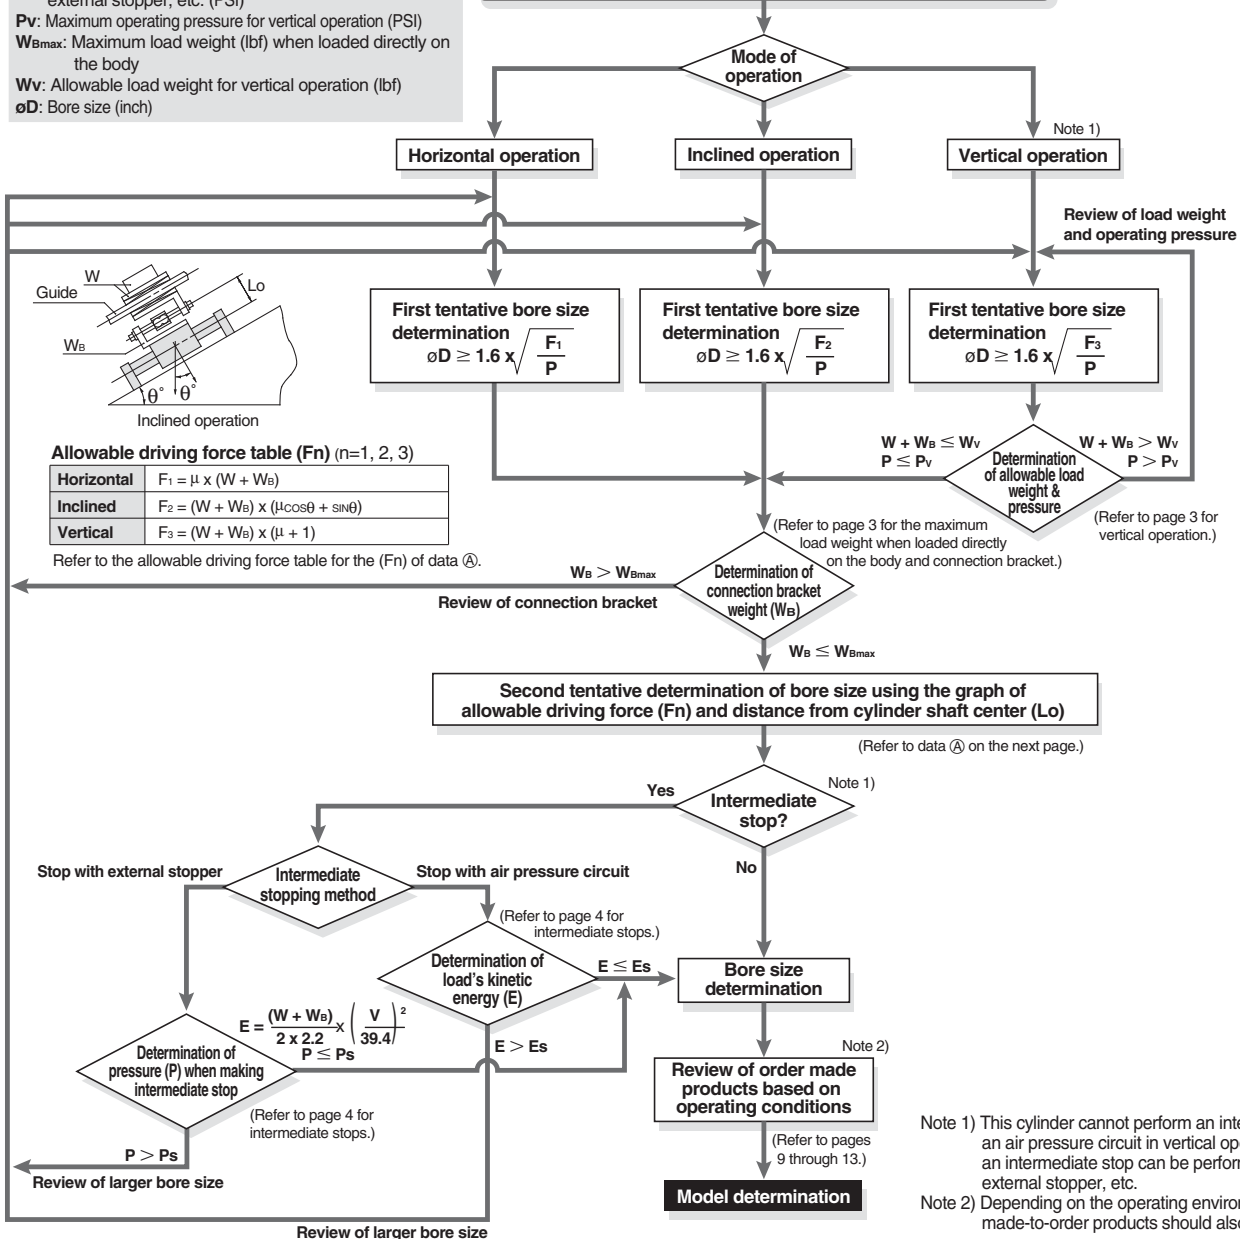 external stopper, etc. (PSI)
Pv: Maximum operating pressure for vertical operation (PSI)
WBmax: Maximum load weight (lbf) when loaded directly on
the body
Wv: Allowable load weight for vertical operation (lbf)
øD: Bore size (inch)
Mode of
operation
Horizontal operation
Inclined operation
Note 1)
Vertical operation
Review of load weight
and operating pressure
W
Guide
Lo
WB
θ°
θ°
Inclined operation
First tentative bore size
determination
øD ≥ 1.6 x √ F1 / P
First tentative bore size
determination
øD ≥ 1.6 x √ F2 / P
First tentative bore size
determination
øD ≥ 1.6 x √ F3 / P
W + WB ≤ Wv
P ≤ Pv
W + WB > Wv
P > Pv
Determination
of allowable load
weight &
pressure
(Refer to page 3 for
vertical operation.)
Allowable driving force table (Fn) (n=1, 2, 3)
Horizontal F1 = μ x (W + WB)
Inclined F2 = (W + WB) x (μCOSθ + SINθ)
Vertical F3 = (W + WB) x (μ + 1)
Refer to the allowable driving force table for the (Fn) of data Ⓐ.
(Refer to page 3 for the maximum
load weight when loaded directly
on the body and connection bracket.)
WB > WBmax
Review of connection bracket
Determination of
connection bracket
weight (WB)
WB ≤ WBmax
Second tentative determination of bore size using the graph of
allowable driving force (Fn) and distance from cylinder shaft center (Lo)
(Refer to data Ⓐ on the next page.)
Yes
Note 1)
Intermediate
stop?
No
Stop with external stopper
Intermediate
stopping method
Stop with air pressure circuit
(Refer to page 4 for
intermediate stops.)
Determination of
load's kinetic
energy (E)
E ≤ Es
Bore size
determination
E = (W + WB) / 2 x 2.2 x ( V / 39.4 ) 2
P ≤ Ps
E > Es
Determination of
pressure (P) when making
intermediate stop
(Refer to page 4 for
intermediate stops.)
P > Ps
Review of larger bore size
Note 2)
Review of order made
products based on
operating conditions
(Refer to pages
9 through 13.)
Model determination
Review of larger bore size
Note 1) This cylinder cannot perform an inte
an air pressure circuit in vertical op
an intermediate stop can be perform
external stopper, etc.
Note 2) Depending on the operating environ
made-to-order products should also